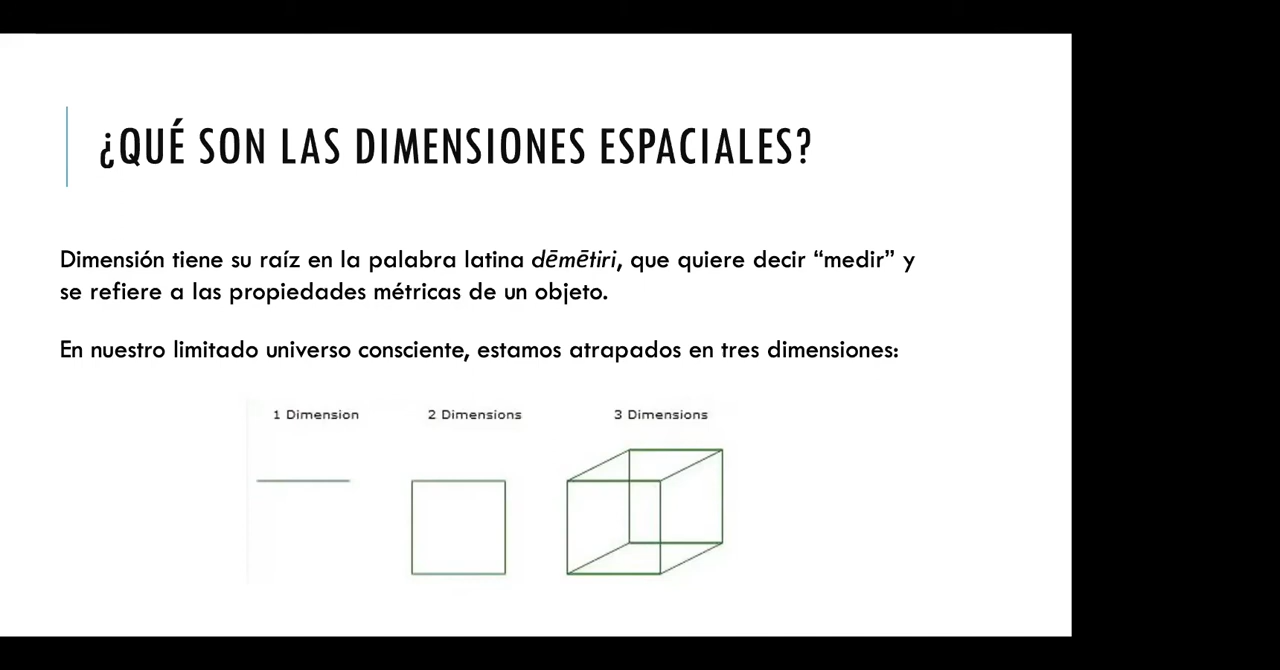 ¿QUÉ SON LAS DIMENSIONES ESPACIALES?
Dimensión tiene su raíz en la palabra latina dēmētiri, que quiere decir “medir” y
se refiere a las propiedades métricas de un objeto.
En nuestro limitado universo consciente, estamos atrapados en tres dimensiones:
1 Dimension 2 Dimensions 3 Dimensions